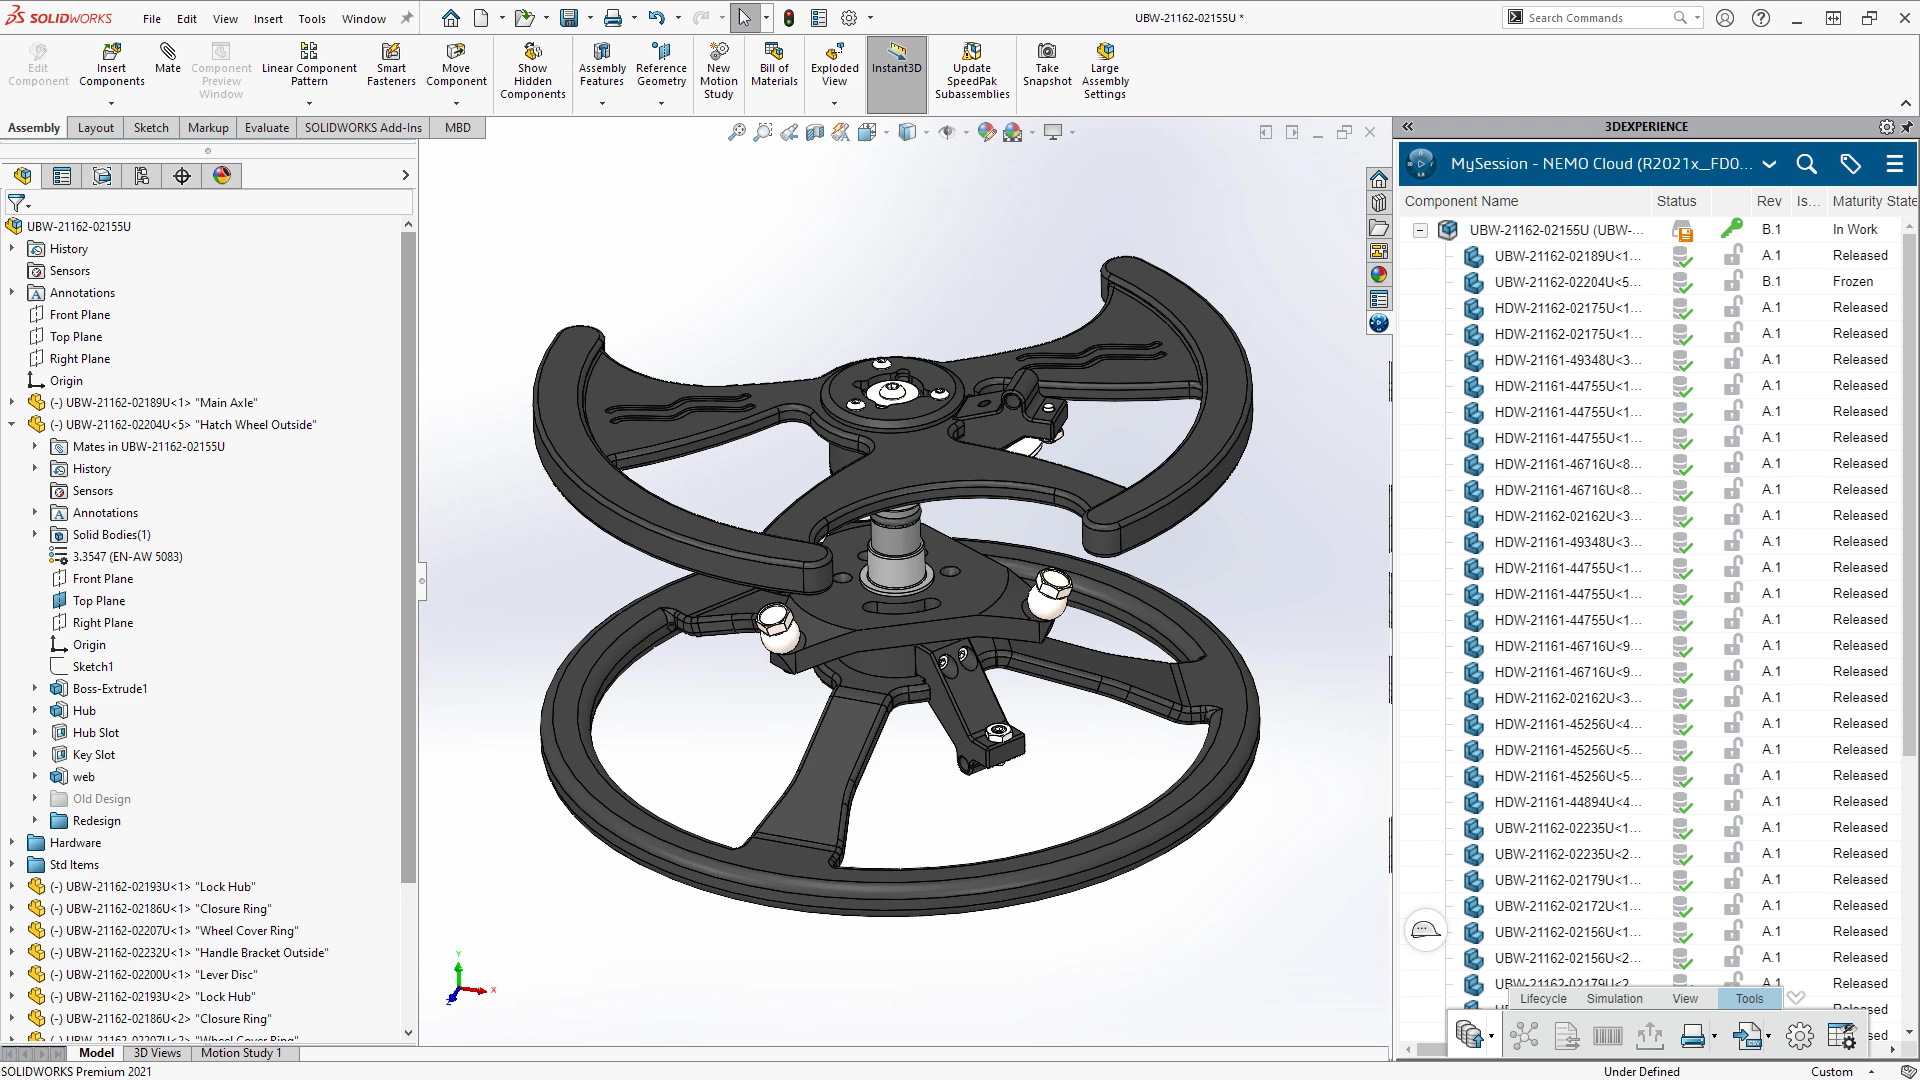 SOLIDWORKS
File Edit View Insert Tools Window
UBW-21162-02155U *
Search Commands
Edit Component
Insert Components
Mate
Component Preview Window
Linear Component Pattern
Smart Fasteners
Move Component
Show Hidden Components
Assembly Features
Reference Geometry
New Motion Study
Bill of Materials
Exploded View
Instant3D
Update SpeedPak Subassemblies
Take Snapshot
Large Assembly Settings
Assembly Layout Sketch Markup Evaluate SOLIDWORKS Add-Ins MBD
UBW-21162-02155U
History
Sensors
Annotations
Front Plane
Top Plane
Right Plane
Origin
(-) UBW-21162-02189U<1> "Main Axle"
(-) UBW-21162-02204U<5> "Hatch Wheel Outside"
Mates in UBW-21162-02155U
History
Sensors
Annotations
Solid Bodies(1)
3.3547 (EN-AW 5083)
Front Plane
Top Plane
Right Plane
Origin
Sketch1
Boss-Extrude1
Hub
Hub Slot
Key Slot
web
Old Design
Redesign
Hardware
Std Items
(-) UBW-21162-02193U<1> "Lock Hub"
(-) UBW-21162-02186U<1> "Closure Ring"
(-) UBW-21162-02207U<1> "Wheel Cover Ring"
(-) UBW-21162-02232U<1> "Handle Bracket Outside"
(-) UBW-21162-02200U<1> "Lever Disc"
(-) UBW-21162-02193U<2> "Lock Hub"
(-) UBW-21162-02186U<2> "Closure Ring"
(-) UBW-21162-02207U<2> "Wheel Cover Ring"
Model 3D Views Motion Study 1
SOLIDWORKS Premium 2021
Y
X
Z
3DEXPERIENCE
MySession - NEMO Cloud (R2021x_FD0...
Component Name Status Rev Is... Maturity State
UBW-21162-02155U (UBW-... B.1 In Work
UBW-21162-02189U<1... A.1 Released
UBW-21162-02204U<5... B.1 Frozen
HDW-21162-02175U<1... A.1 Released
HDW-21162-02175U<1... A.1 Released
HDW-21161-49348U<3... A.1 Released
HDW-21161-44755U<1... A.1 Released
HDW-21161-44755U<1... A.1 Released
HDW-21161-44755U<1... A.1 Released
HDW-21161-46716U<8... A.1 Released
HDW-21161-46716U<8... A.1 Released
HDW-21162-02162U<3... A.1 Released
HDW-21161-49348U<3... A.1 Released
HDW-21161-44755U<1... A.1 Released
HDW-21161-44755U<1... A.1 Released
HDW-21161-44755U<1... A.1 Released
HDW-21161-46716U<9... A.1 Released
HDW-21161-46716U<9... A.1 Released
HDW-21162-02162U<3... A.1 Released
HDW-21161-45256U<4... A.1 Released
HDW-21161-45256U<5... A.1 Released
HDW-21161-45256U<5... A.1 Released
HDW-21161-44894U<4... A.1 Released
UBW-21162-02235U<1... A.1 Released
UBW-21162-02235U<2... A.1 Released
UBW-21162-02179U<1... A.1 Released
UBW-21162-02172U<1... A.1 Released
UBW-21162-02156U<1... A.1 Released
UBW-21162-02156U<2... A.1 Released
UBW-21162-02179U<2... A.1 Released
Lifecycle Simulation View Tools
Under Defined Custom